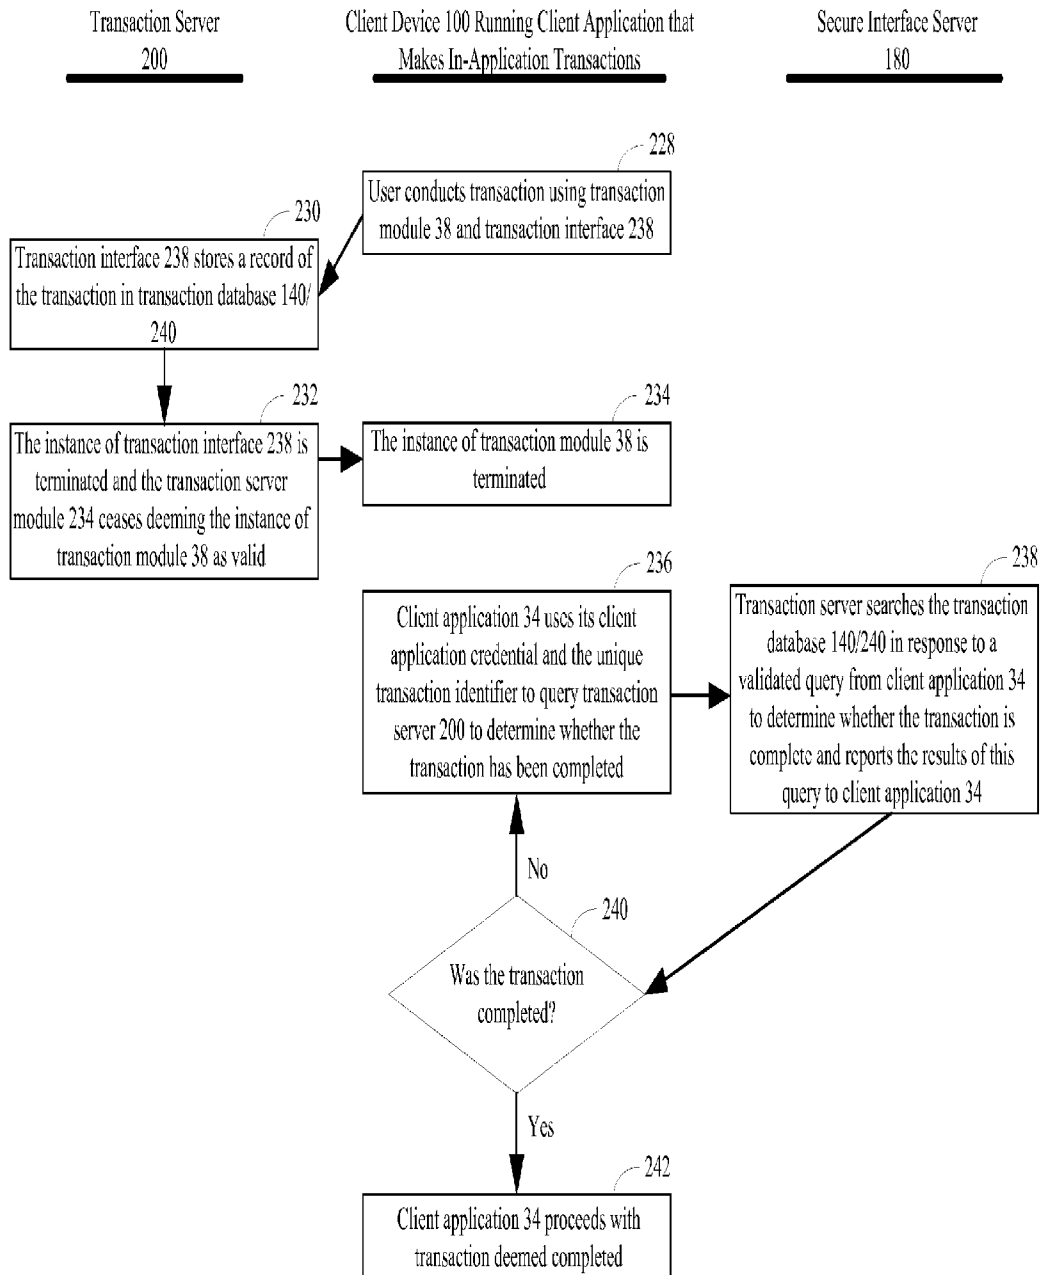 Transaction Server
200
Client Device 100 Running Client Application that
Makes In-Application Transactions
Secure Interface Server
180
228
User conducts transaction using transaction
module 38 and transaction interface 238
230
Transaction interface 238 stores a record of
the transaction in transaction database 140/
240
232
The instance of transaction interface 238 is
terminated and the transaction server
module 234 ceases deeming the instance of
transaction module 38 as valid
234
The instance of transaction module 38 is
terminated
236
Client application 34 uses its client
application credential and the unique
transaction identifier to query transaction
server 200 to determine whether the
transaction has been completed
238
Transaction server searches the transaction
database 140/240 in response to a
validated query from client application 34
to determine whether the transaction is
complete and reports the results of this
query to client application 34
No
240
Was the transaction
completed?
Yes
242
Client application 34 proceeds with
transaction deemed completed